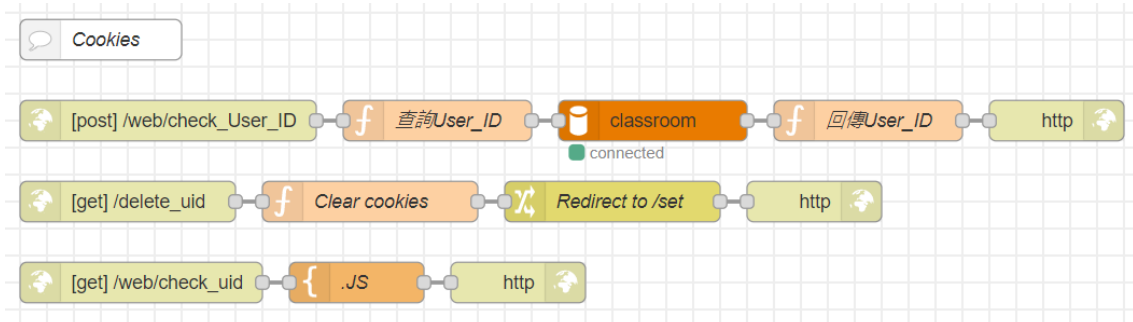 Cookies
[post] /web/check_User_ID 查詢User_ID classroom 回傳User_ID http
connected
[get] /delete_uid Clear cookies Redirect to /set http
[get] /web/check_uid .JS http